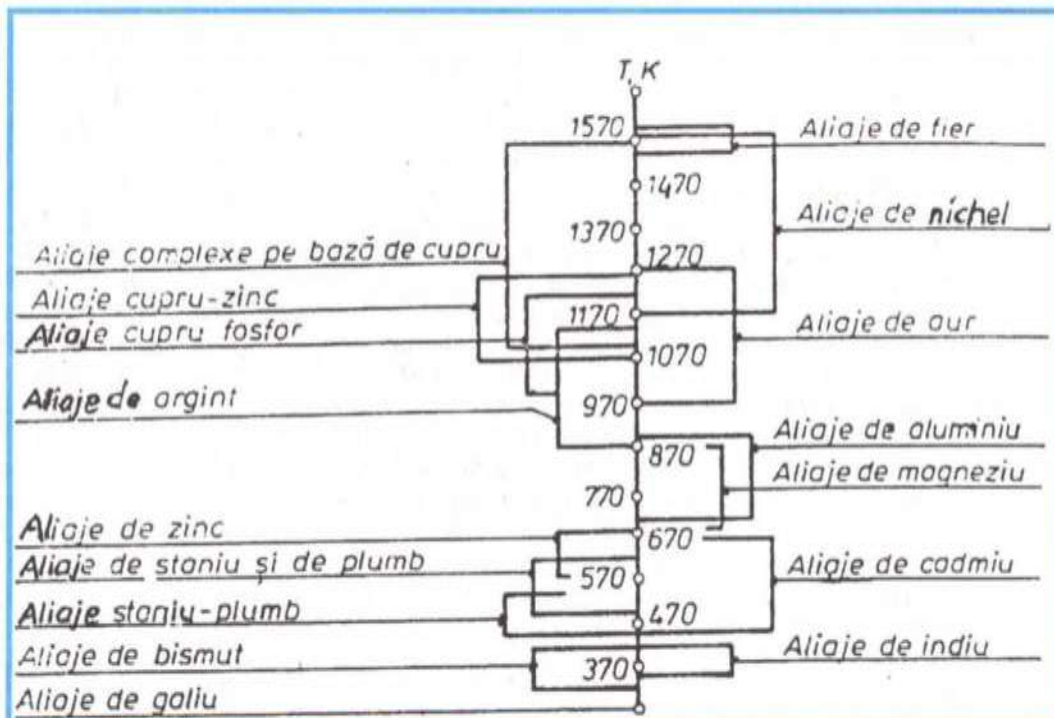 T, K
1570
1470
1370
1270
1170
1070
970
870
770
670
570
470
370
Aliaje complexe pe bază de cupru
Aliaje cupru-zinc
Aliaje cupru fosfor
Aliaje de argint
Aliaje de zinc
Aliaje de staniu și de plumb
Aliaje staniu-plumb
Aliaje de bismut
Aliaje de galiu
Aliaje de fier
Aliaje de nichel
Aliaje de aur
Aliaje de aluminiu
Aliaje de magneziu
Aliaje de cadmiu
Aliaje de indiu